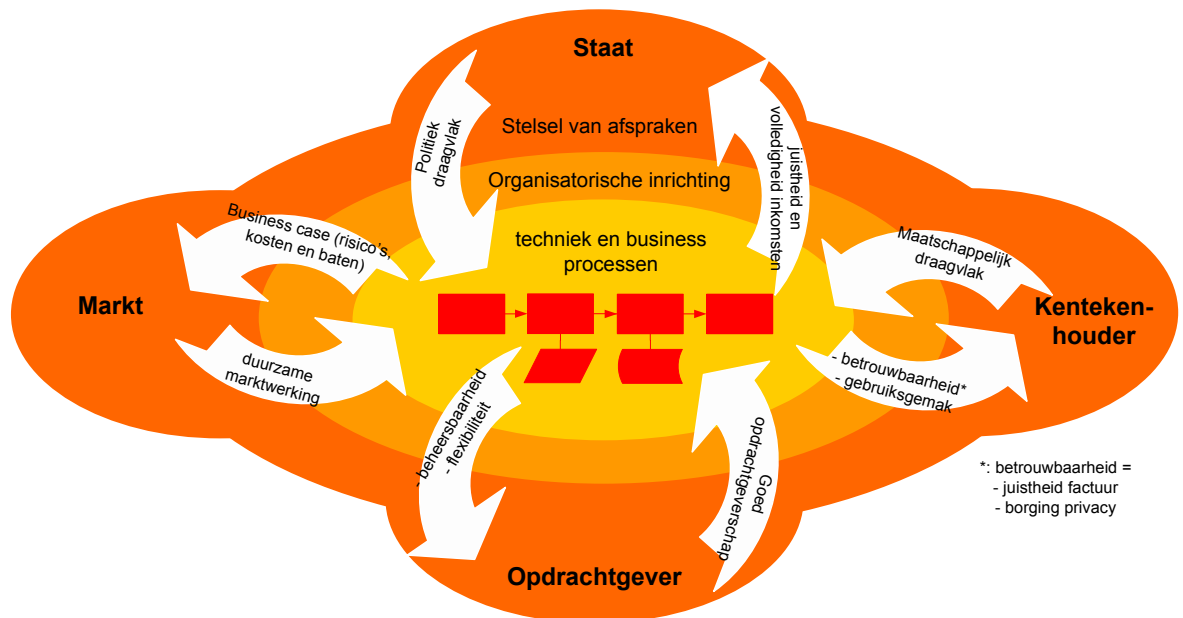 Staat
Stelsel van afspraken
Politiek
draagvlak
juistheid en
volledigheid inkomsten
Organisatorische inrichting
techniek en business
processen
Business case (risico's,
kosten en baten)
Maatschappelijk
draagvlak
Markt
Kenteken-
houder
duurzame
marktwerking
- betrouwbaarheid*
- gebruiksgemak
- beheersbaarheid
- flexibiliteit
Goed
opdrachtgeverschap
*: betrouwbaarheid =
- juistheid factuur
- borging privacy
Opdrachtgever